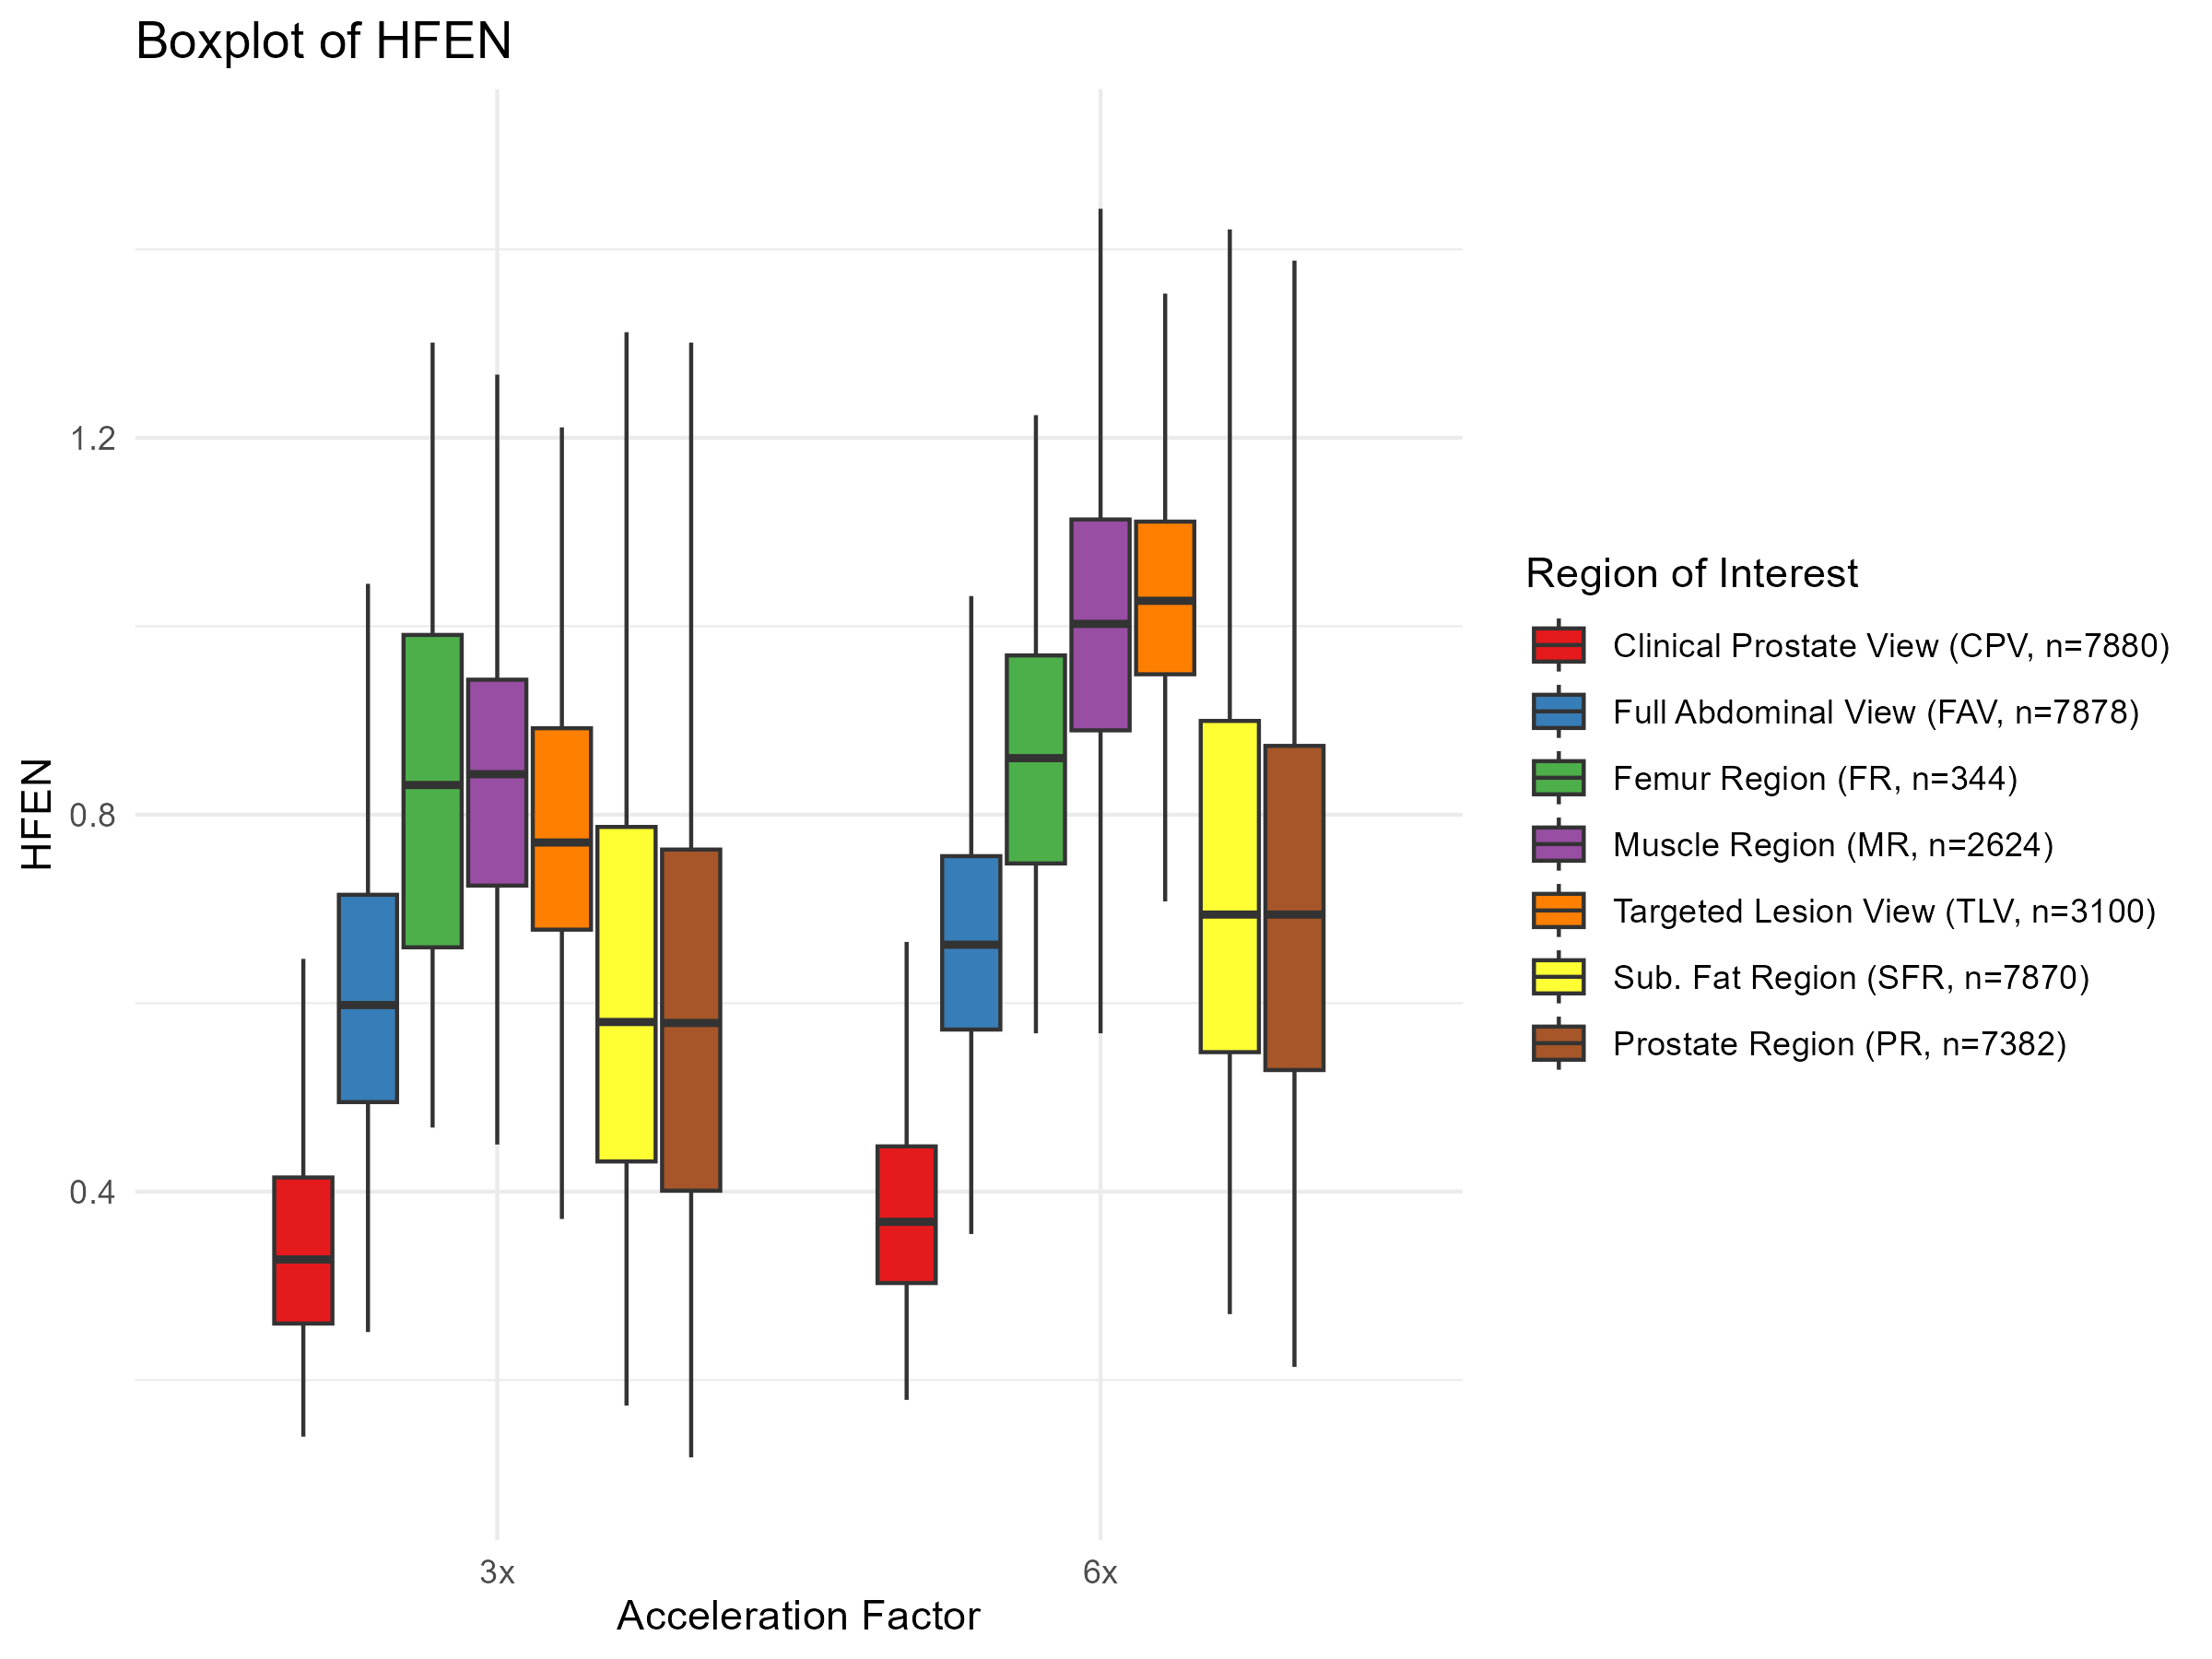 Boxplot of HFEN
HFEN
1.2
0.8
0.4
3x
6x
Acceleration Factor
Region of Interest
Clinical Prostate View (CPV, n=7880)
Full Abdominal View (FAV, n=7878)
Femur Region (FR, n=344)
Muscle Region (MR, n=2624)
Targeted Lesion View (TLV, n=3100)
Sub. Fat Region (SFR, n=7870)
Prostate Region (PR, n=7382)